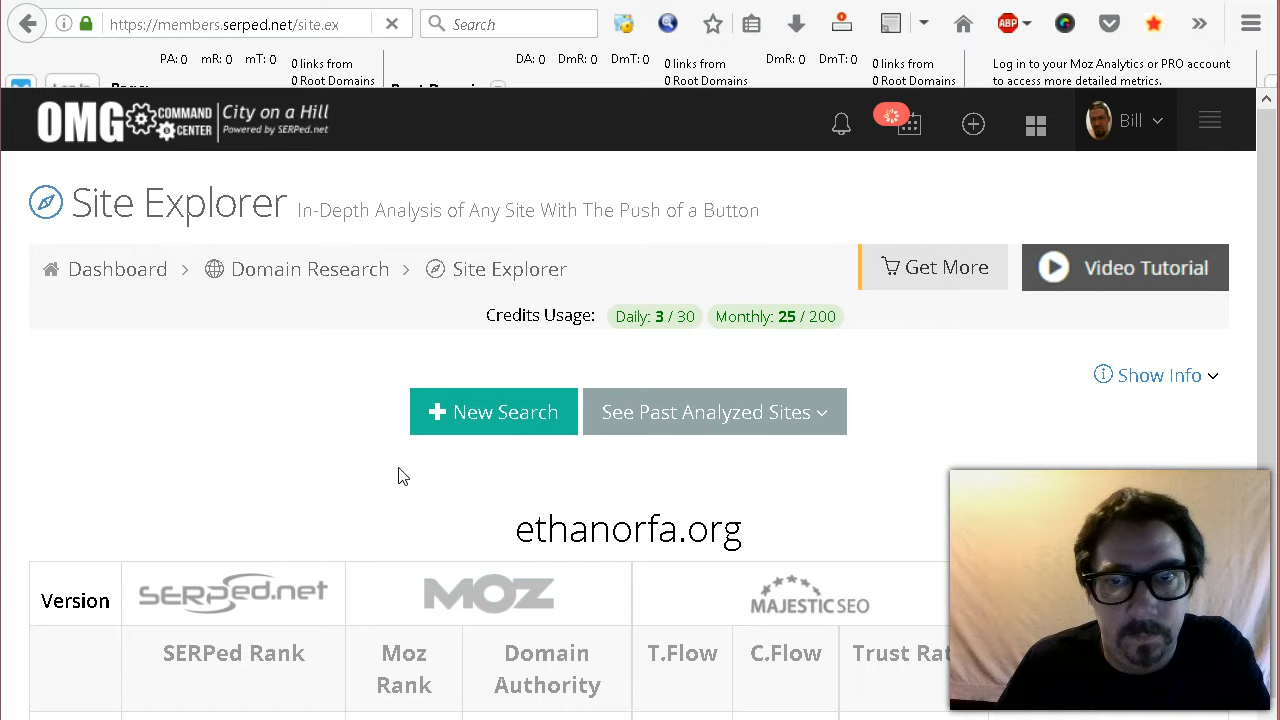 https://members.serped.net/site.ex
Search
ABP
PA: 0 mR: 0 mT: 0
0 links from
0 Root Domains
DA: 0 DmR: 0 DmT: 0
0 links from
0 Root Domains
DmR: 0 DmT: 0
0 links from
0 Root Domains
Log in to your Moz Analytics or PRO account
to access more detailed metrics.
OMG COMMAND CENTER
City on a Hill
Powered by SERPed.net
Bill
Site Explorer In-Depth Analysis of Any Site With The Push of a Button
Dashboard > Domain Research > Site Explorer
Get More
Video Tutorial
Credits Usage: Daily: 3 / 30 Monthly: 25 / 200
Show Info
New Search
See Past Analyzed Sites
ethanorfa.org
Version SERPed.net MOZ MAJESTICSEO
SERPed Rank
Moz Rank
Domain Authority
T.Flow
C.Flow
Trust Rat